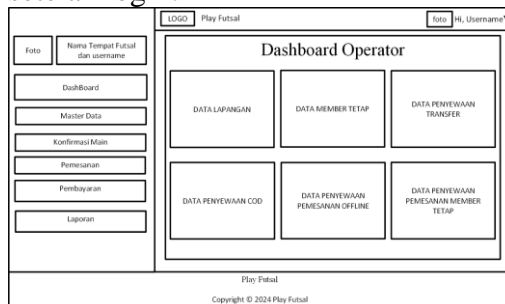 LOGO Play Futsal foto Hi, Username
Foto
Nama Tempat Futsal
dan username
DashBoard
Master Data
Konfirmasi Main
Pemesanan
Pembayaran
Laporan
Dashboard Operator
DATA LAPANGAN
DATA MEMBER TETAP
DATA PENYEWAAN
TRANSFER
DATA PENYEWAAN COD
DATA PENYEWAAN
PEMESANAN OFFLINE
DATA PENYEWAAN
PEMESANAN MEMBER
TETAP
Play Futsal
Copyright © 2024 Play Futsal